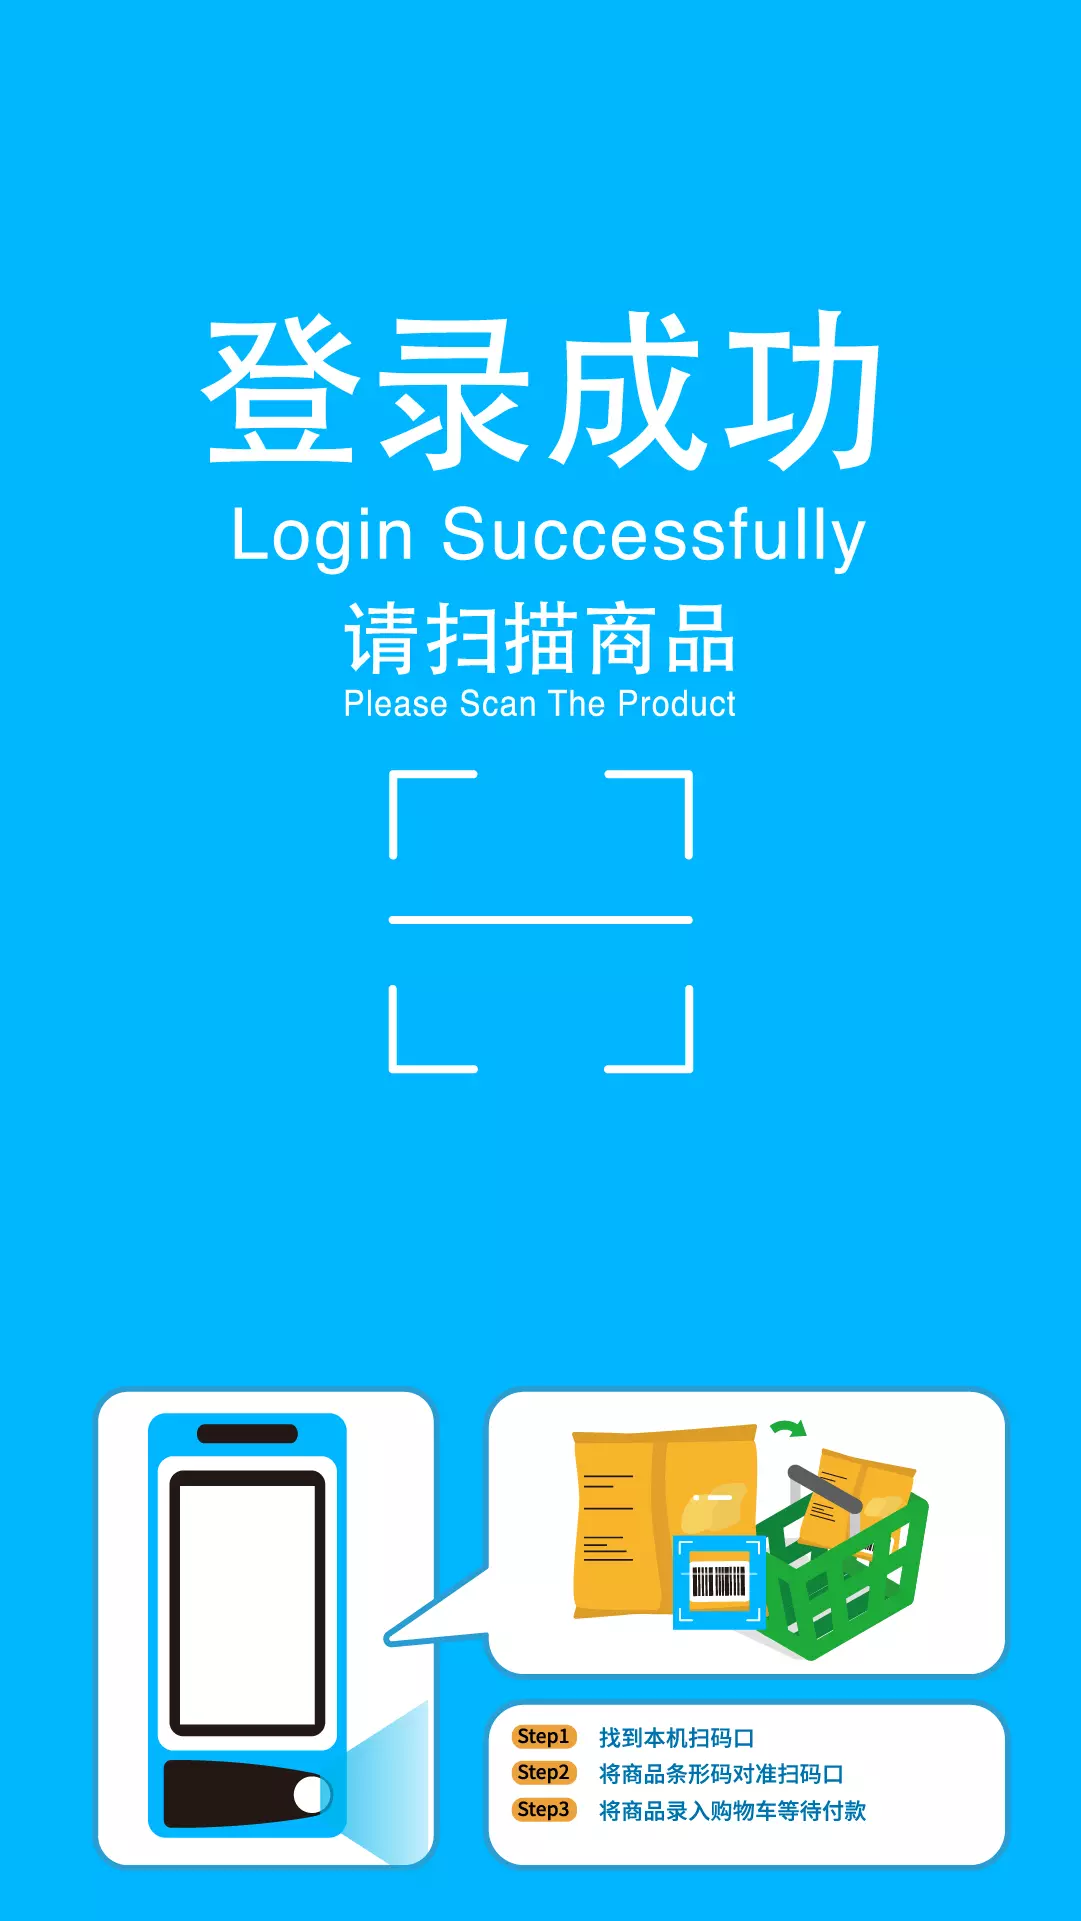 登录成功
Login Successfully
请扫描商品
Please Scan The Product
Step1 找到本机扫码口
Step2 将商品条形码对准扫码口
Step3 将商品录入购物车等待付款